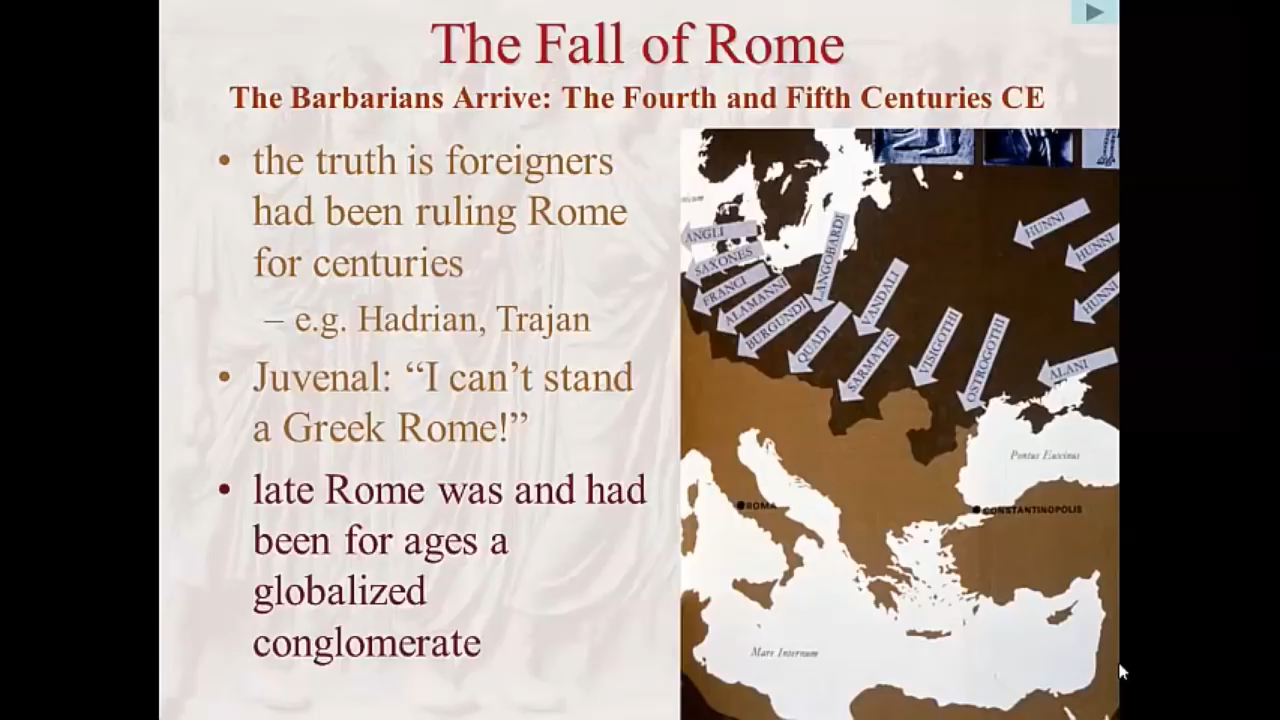 The Fall of Rome
The Barbarians Arrive: The Fourth and Fifth Centuries CE
• the truth is foreigners
had been ruling Rome
for centuries
– e.g. Hadrian, Trajan
• Juvenal: “I can’t stand
a Greek Rome!”
• late Rome was and had
been for ages a
globalized
conglomerate
ANGLI
SAXONES
FRANCI
ALAMANNI
BURGUNDI
LANGOBARDI
QUADI
VANDALI
SARMATES
VISIGOTHI
OSTROGOTHI
HUNNI
HUNNI
HUNNI
ALANI
Pontus Euxinus
ROMA
CONSTANTINOPOLIS
Mare Internum